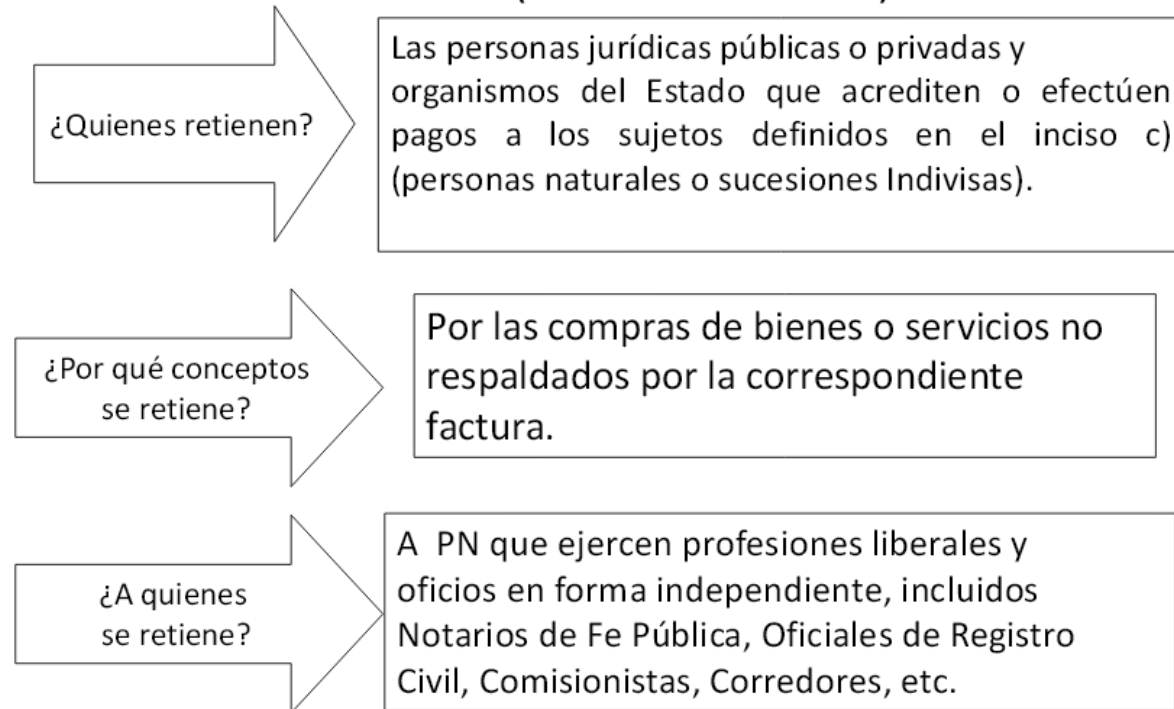 ¿Quienes retienen?
Las personas jurídicas públicas o privadas y
organismos del Estado que acrediten o efectúen
pagos a los sujetos definidos en el inciso c)
(personas naturales o sucesiones Indivisas).
¿Por qué conceptos
se retiene?
Por las compras de bienes o servicios no
respaldados por la correspondiente
factura.
¿A quienes
se retiene?
A PN que ejercen profesiones liberales y
oficios en forma independiente, incluidos
Notarios de Fe Pública, Oficiales de Registro
Civil, Comisionistas, Corredores, etc.